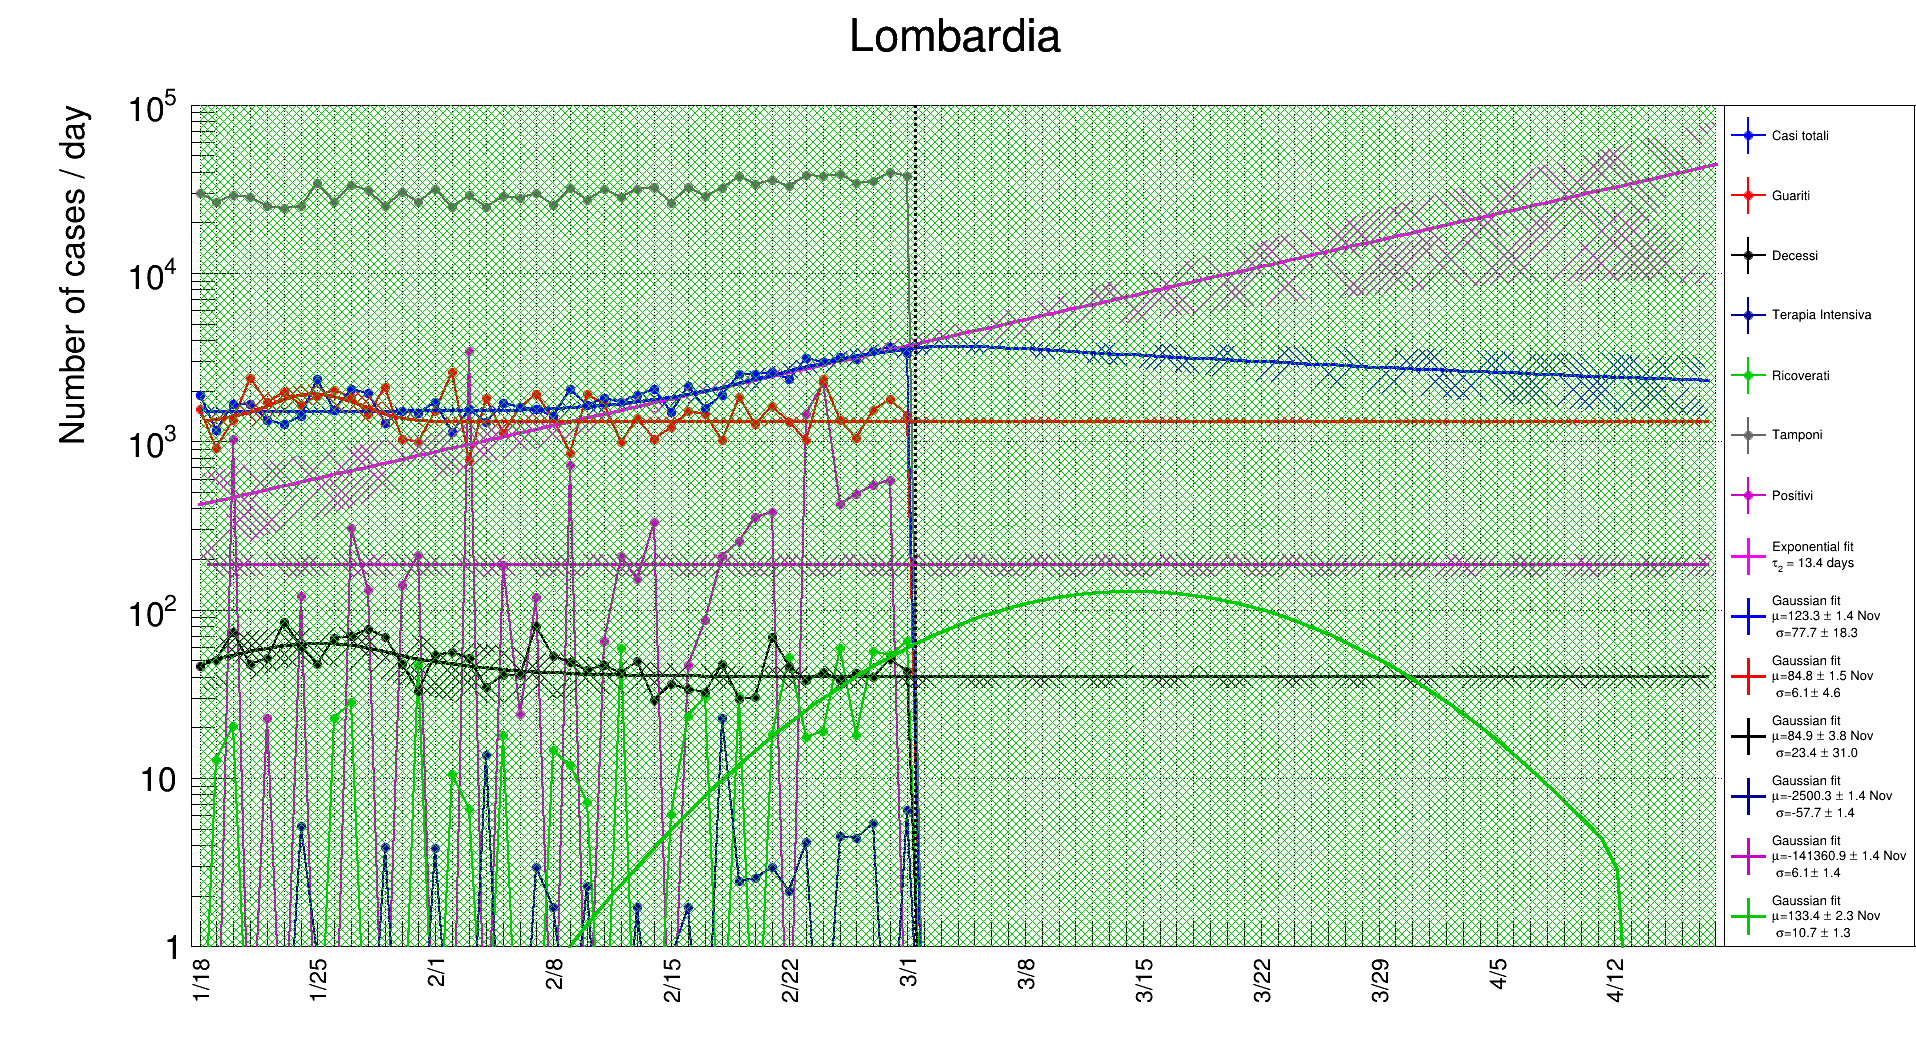 Lombardia
Number of cases / day
10^5
10^4
10^3
10^2
10
1
1/18
1/25
2/1
2/8
2/15
2/22
3/1
3/8
3/15
3/22
3/29
4/5
4/12
Casi totali
Guariti
Decessi
Terapia Intensiva
Ricoverati
Tamponi
Positivi
Exponential fit
τ₂ = 13.4 days
Gaussian fit
μ=123.3 ± 1.4 Nov
σ=77.7 ± 18.3
Gaussian fit
μ=84.8 ± 1.5 Nov
σ=6.1 ± 4.6
Gaussian fit
μ=84.9 ± 3.8 Nov
σ=23.4 ± 31.0
Gaussian fit
μ=-2500.3 ± 1.4 Nov
σ=-57.7 ± 1.4
Gaussian fit
μ=-141360.9 ± 1.4 Nov
σ=6.1 ± 1.4
Gaussian fit
μ=133.4 ± 2.3 Nov
σ=10.7 ± 1.3